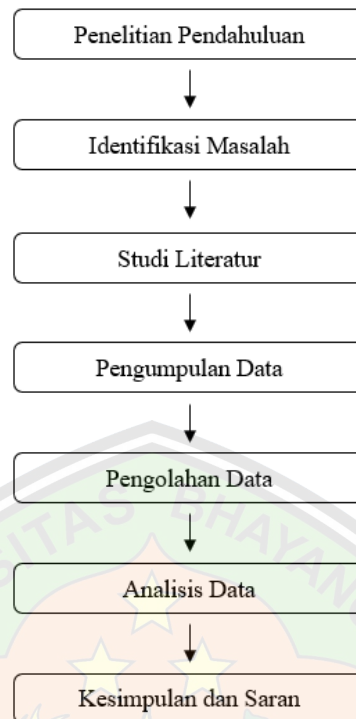 Penelitian Pendahuluan
Identifikasi Masalah
Studi Literatur
Pengumpulan Data
Pengolahan Data
Analisis Data
Kesimpulan dan Saran